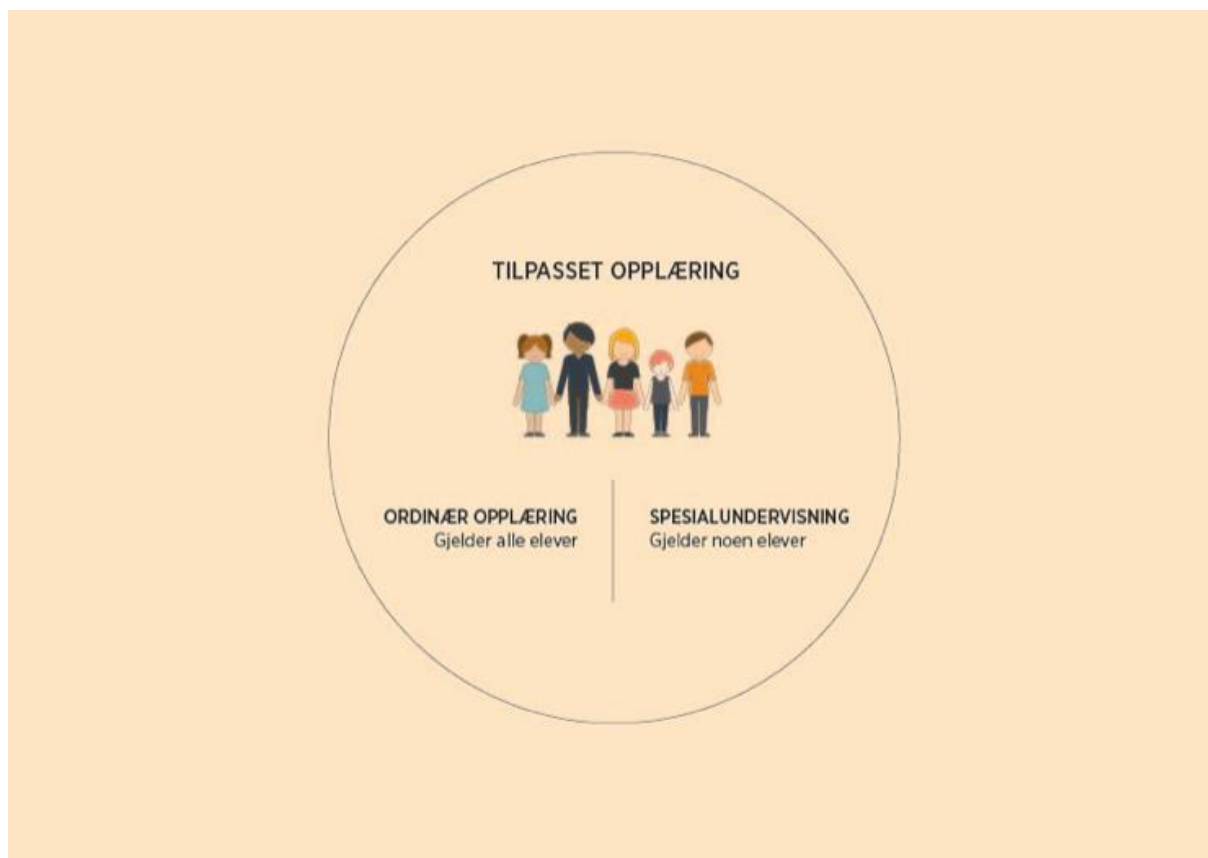 TILPASSET OPPLÆRING
ORDINÆR OPPLÆRING
Gjelder alle elever
SPESIALUNDERVISNING
Gjelder noen elever